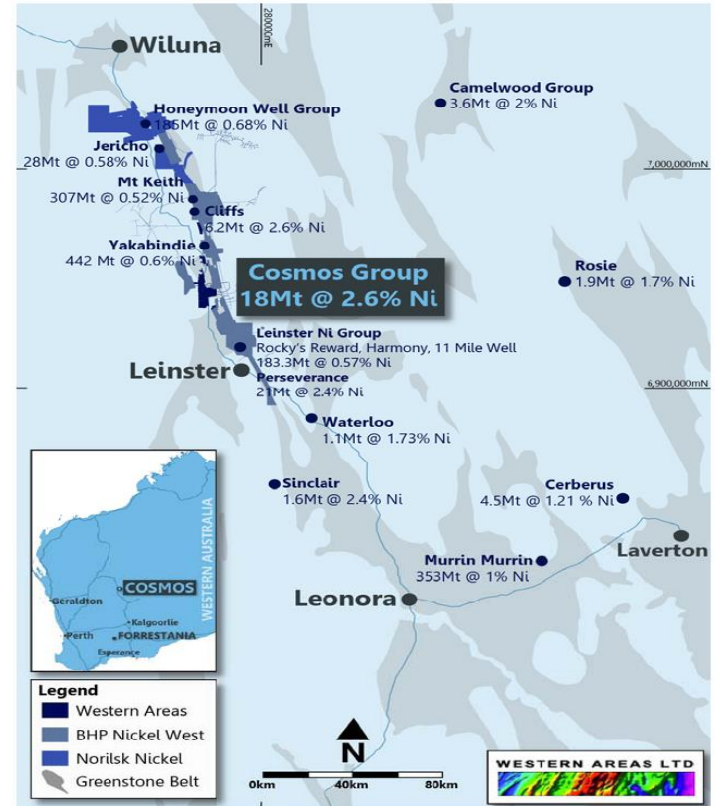 280000mE
Wiluna
Camelwood Group
3.6Mt @ 2% Ni
Honeymoon Well Group
185Mt @ 0.68% Ni
Jericho
28Mt @ 0.58% Ni
7,000,000mN
Mt Keith
307Mt @ 0.52% Ni
Cliffs
6.2Mt @ 2.6% Ni
Yakabindie
442 Mt @ 0.6% Ni
Cosmos Group
18Mt @ 2.6% Ni
Rosie
1.9Mt @ 1.7% Ni
Leinster Ni Group
Rocky's Reward, Harmony, 11 Mile Well
183.3Mt @ 0.57% Ni
Leinster
Perseverance
21Mt @ 2.4% Ni
6,900,000mN
Waterloo
1.1Mt @ 1.73% Ni
Sinclair
1.6Mt @ 2.4% Ni
Cerberus
4.5Mt @ 1.21 % Ni
Laverton
Murrin Murrin
353Mt @ 1% Ni
Leonora
WESTERN AUSTRALIA
COSMOS
Geraldton
Kalgoorlie
Perth
FORRESTANIA
Esperance
Legend
Western Areas
BHP Nickel West
Norilsk Nickel
Greenstone Belt
N
0km 40km 80km
WESTERN AREAS LTD